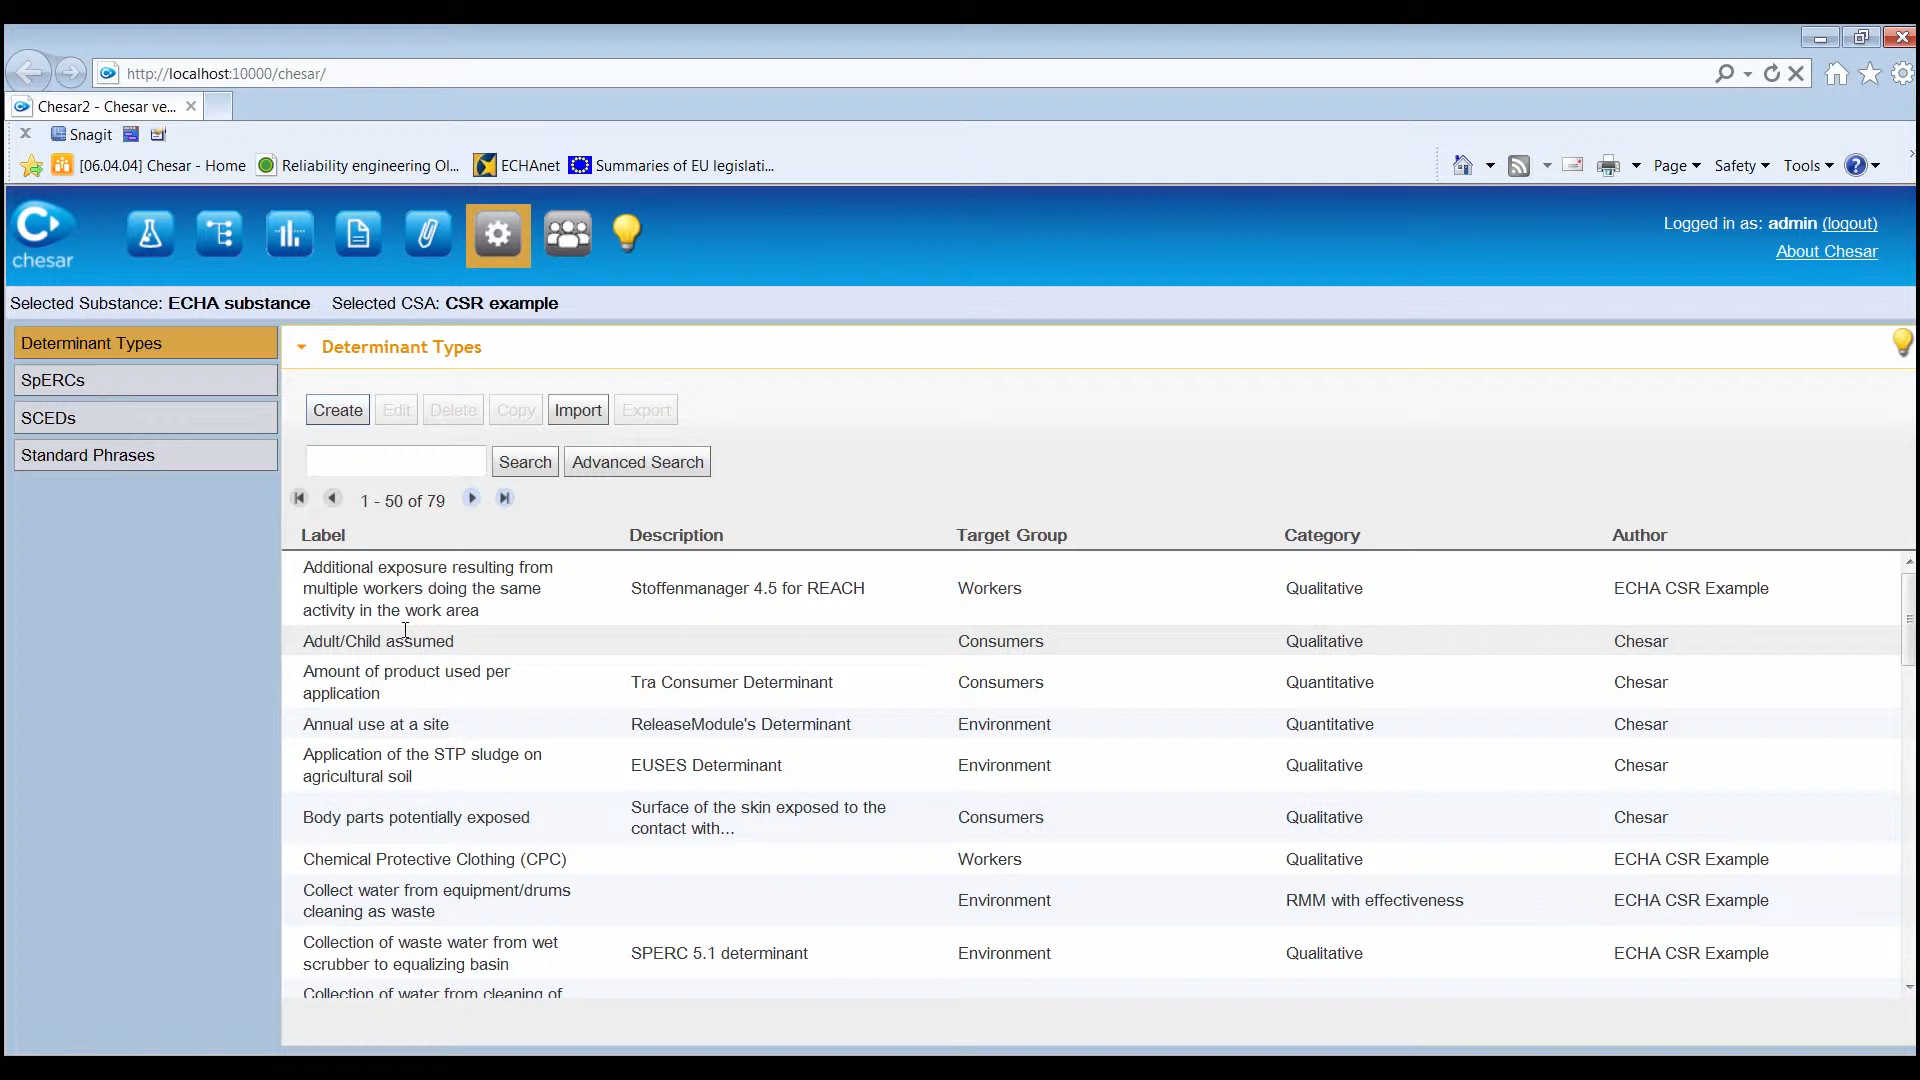 http://localhost:10000/chesar/
Chesar2 - Chesar ve...
Snagit
[06.04.04] Chesar - Home
Reliability engineering Ol...
ECHAnet
Summaries of EU legislati...
Page
Safety
Tools
chesar
Logged in as: admin (logout)
About Chesar
Selected Substance: ECHA substance Selected CSA: CSR example
Determinant Types
SpERCs
SCEDs
Standard Phrases
Determinant Types
Create Edit Delete Copy Import Export
Search Advanced Search
1 - 50 of 79
Label Description Target Group Category Author
Additional exposure resulting from
multiple workers doing the same
activity in the work area
Stoffenmanager 4.5 for REACH Workers Qualitative ECHA CSR Example
Adult/Child assumed Consumers Qualitative Chesar
Amount of product used per
application
Tra Consumer Determinant Consumers Quantitative Chesar
Annual use at a site ReleaseModule's Determinant Environment Quantitative Chesar
Application of the STP sludge on
agricultural soil
EUSES Determinant Environment Qualitative Chesar
Body parts potentially exposed
Surface of the skin exposed to the
contact with...
Consumers Qualitative Chesar
Chemical Protective Clothing (CPC) Workers Qualitative ECHA CSR Example
Collect water from equipment/drums
cleaning as waste
Environment RMM with effectiveness ECHA CSR Example
Collection of waste water from wet
scrubber to equalizing basin
SPERC 5.1 determinant Environment Qualitative ECHA CSR Example
Collection of water from cleaning of